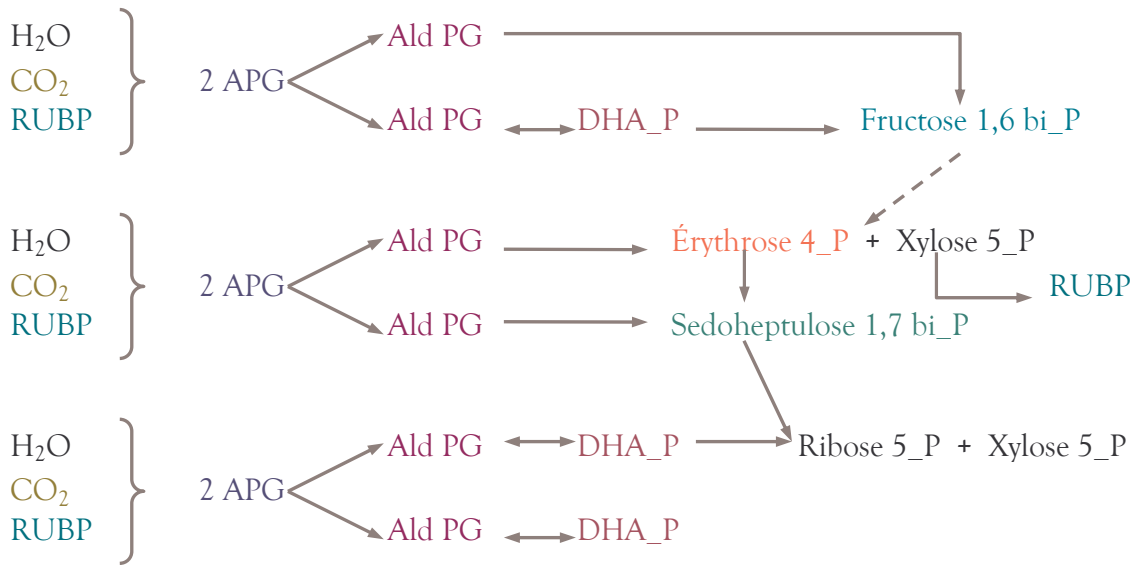 H₂O
CO₂
RUBP
2 APG
Ald PG
Ald PG
DHA_P
Fructose 1,6 bi_P
H₂O
CO₂
RUBP
2 APG
Ald PG
Érythrose 4_P + Xylose 5_P
RUBP
Ald PG
Sedoheptulose 1,7 bi_P
H₂O
CO₂
RUBP
2 APG
Ald PG
DHA_P
Ribose 5_P + Xylose 5_P
Ald PG
DHA_P